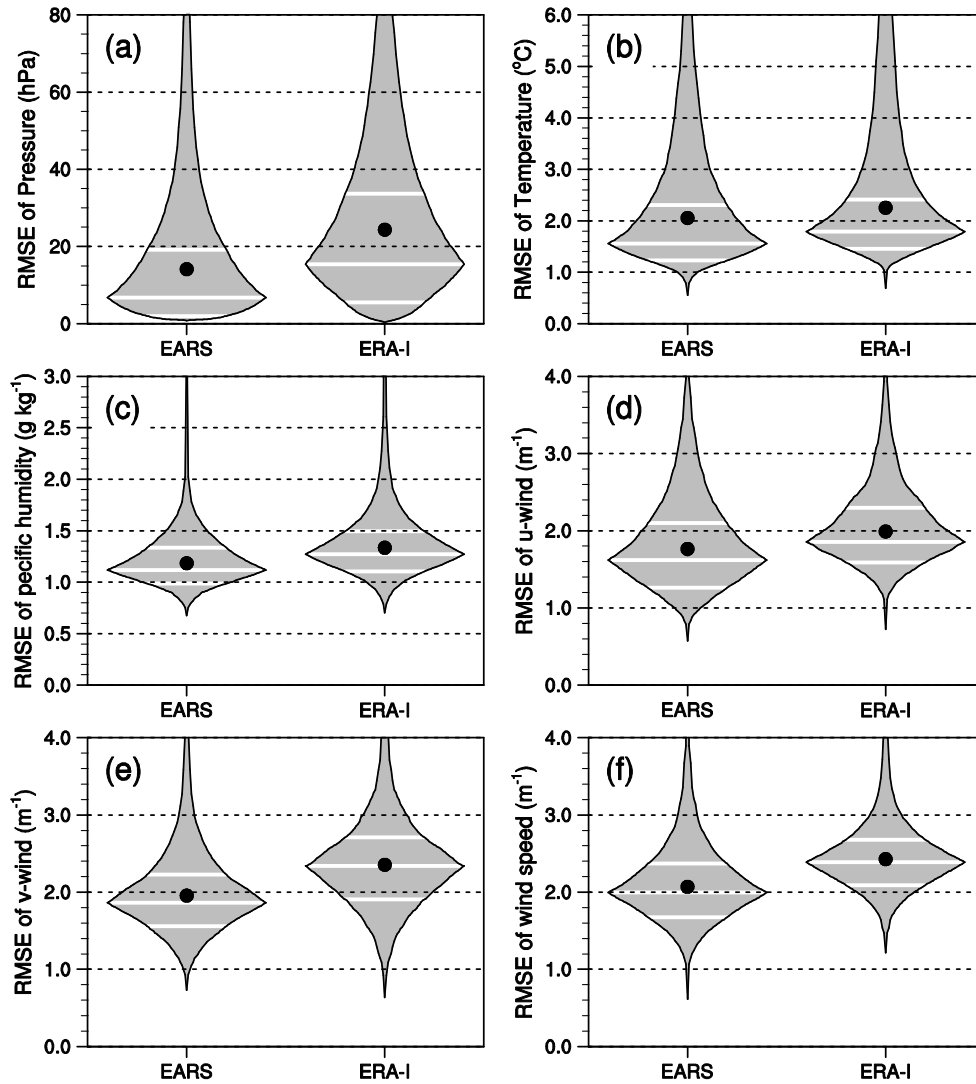 (a)
RMSE of Pressure (hPa)
80
60
40
20
0
EARS ERA-I
(b)
RMSE of Temperature (ºC)
6.0
5.0
4.0
3.0
2.0
1.0
0.0
EARS ERA-I
(c)
RMSE of pecific humidity (g kg⁻¹)
3.0
2.5
2.0
1.5
1.0
0.5
0.0
EARS ERA-I
(d)
RMSE of u-wind (m⁻¹)
4.0
3.0
2.0
1.0
0.0
EARS ERA-I
(e)
RMSE of v-wind (m⁻¹)
4.0
3.0
2.0
1.0
0.0
EARS ERA-I
(f)
RMSE of wind speed (m⁻¹)
4.0
3.0
2.0
1.0
0.0
EARS ERA-I